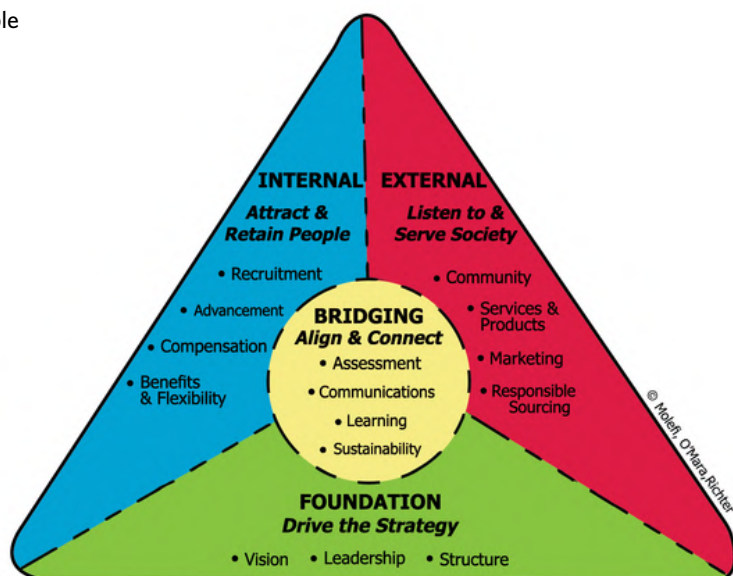 ple
INTERNAL
Attract &
Retain People
• Recruitment
• Advancement
• Compensation
• Benefits
& Flexibility
EXTERNAL
Listen to &
Serve Society
• Community
• Services &
Products
• Marketing
• Responsible
Sourcing
BRIDGING
Align & Connect
• Assessment
• Communications
• Learning
• Sustainability
FOUNDATION
Drive the Strategy
• Vision • Leadership • Structure
© Molefi, O'Mara,Richter